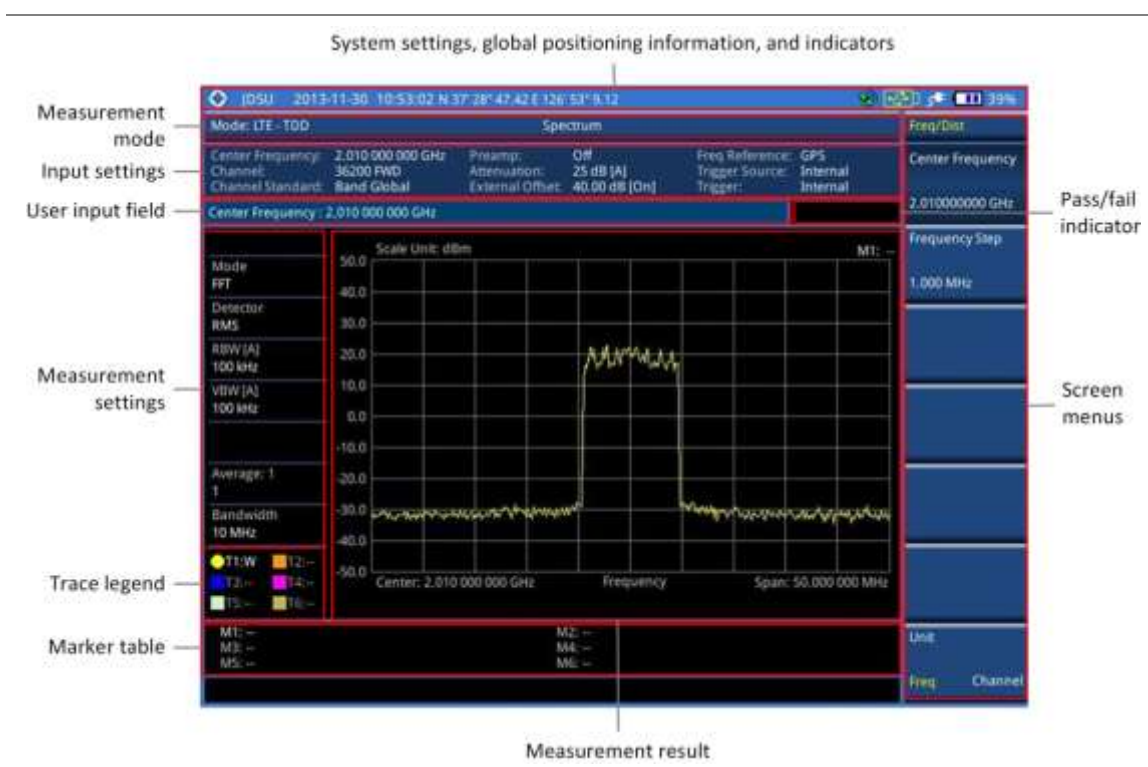 System settings, global positioning information, and indicators
JDSU 2013-11-30 10:53:02 N 37° 28" 47.42 E 126° 53" 9.12 39%
Measurement mode
Mode: LTE - TDD Spectrum
Freq/Dist
Input settings
Center Frequency: 2.010 000 000 GHz Preamp: Off Freq Reference: GPS
Channel: 36200 FWD Attenuation: 25 dB [A] Trigger Source: Internal
Channel Standard: Band Global External Offset: 40.00 dB [On] Trigger: Internal
Center Frequency
2.010000000 GHz
User input field
Center Frequency : 2,010 000 000 GHz
Pass/fail
indicator
Frequency Step
1.000 MHz
Scale Unit: dBm M1: --
Mode
FFT
Detector
RMS
RBW [A]
100 kHz
VBW [A]
100 kHz
Average: 1
1
Bandwidth
10 MHz
Measurement
settings
50.0
40.0
30.0
20.0
10.0
0.0
-10.0
-20.0
-30.0
-40.0
-50.0
Center: 2.010 000 000 GHz Frequency Span: 50.000 000 MHz
Screen
menus
Trace legend
T1:W T2:--
T3:-- T4:--
T5:-- T6:--
Marker table
M1: -- M2: --
M3: -- M4: --
M5: -- M6: --
Unit
Freq Channel
Measurement result